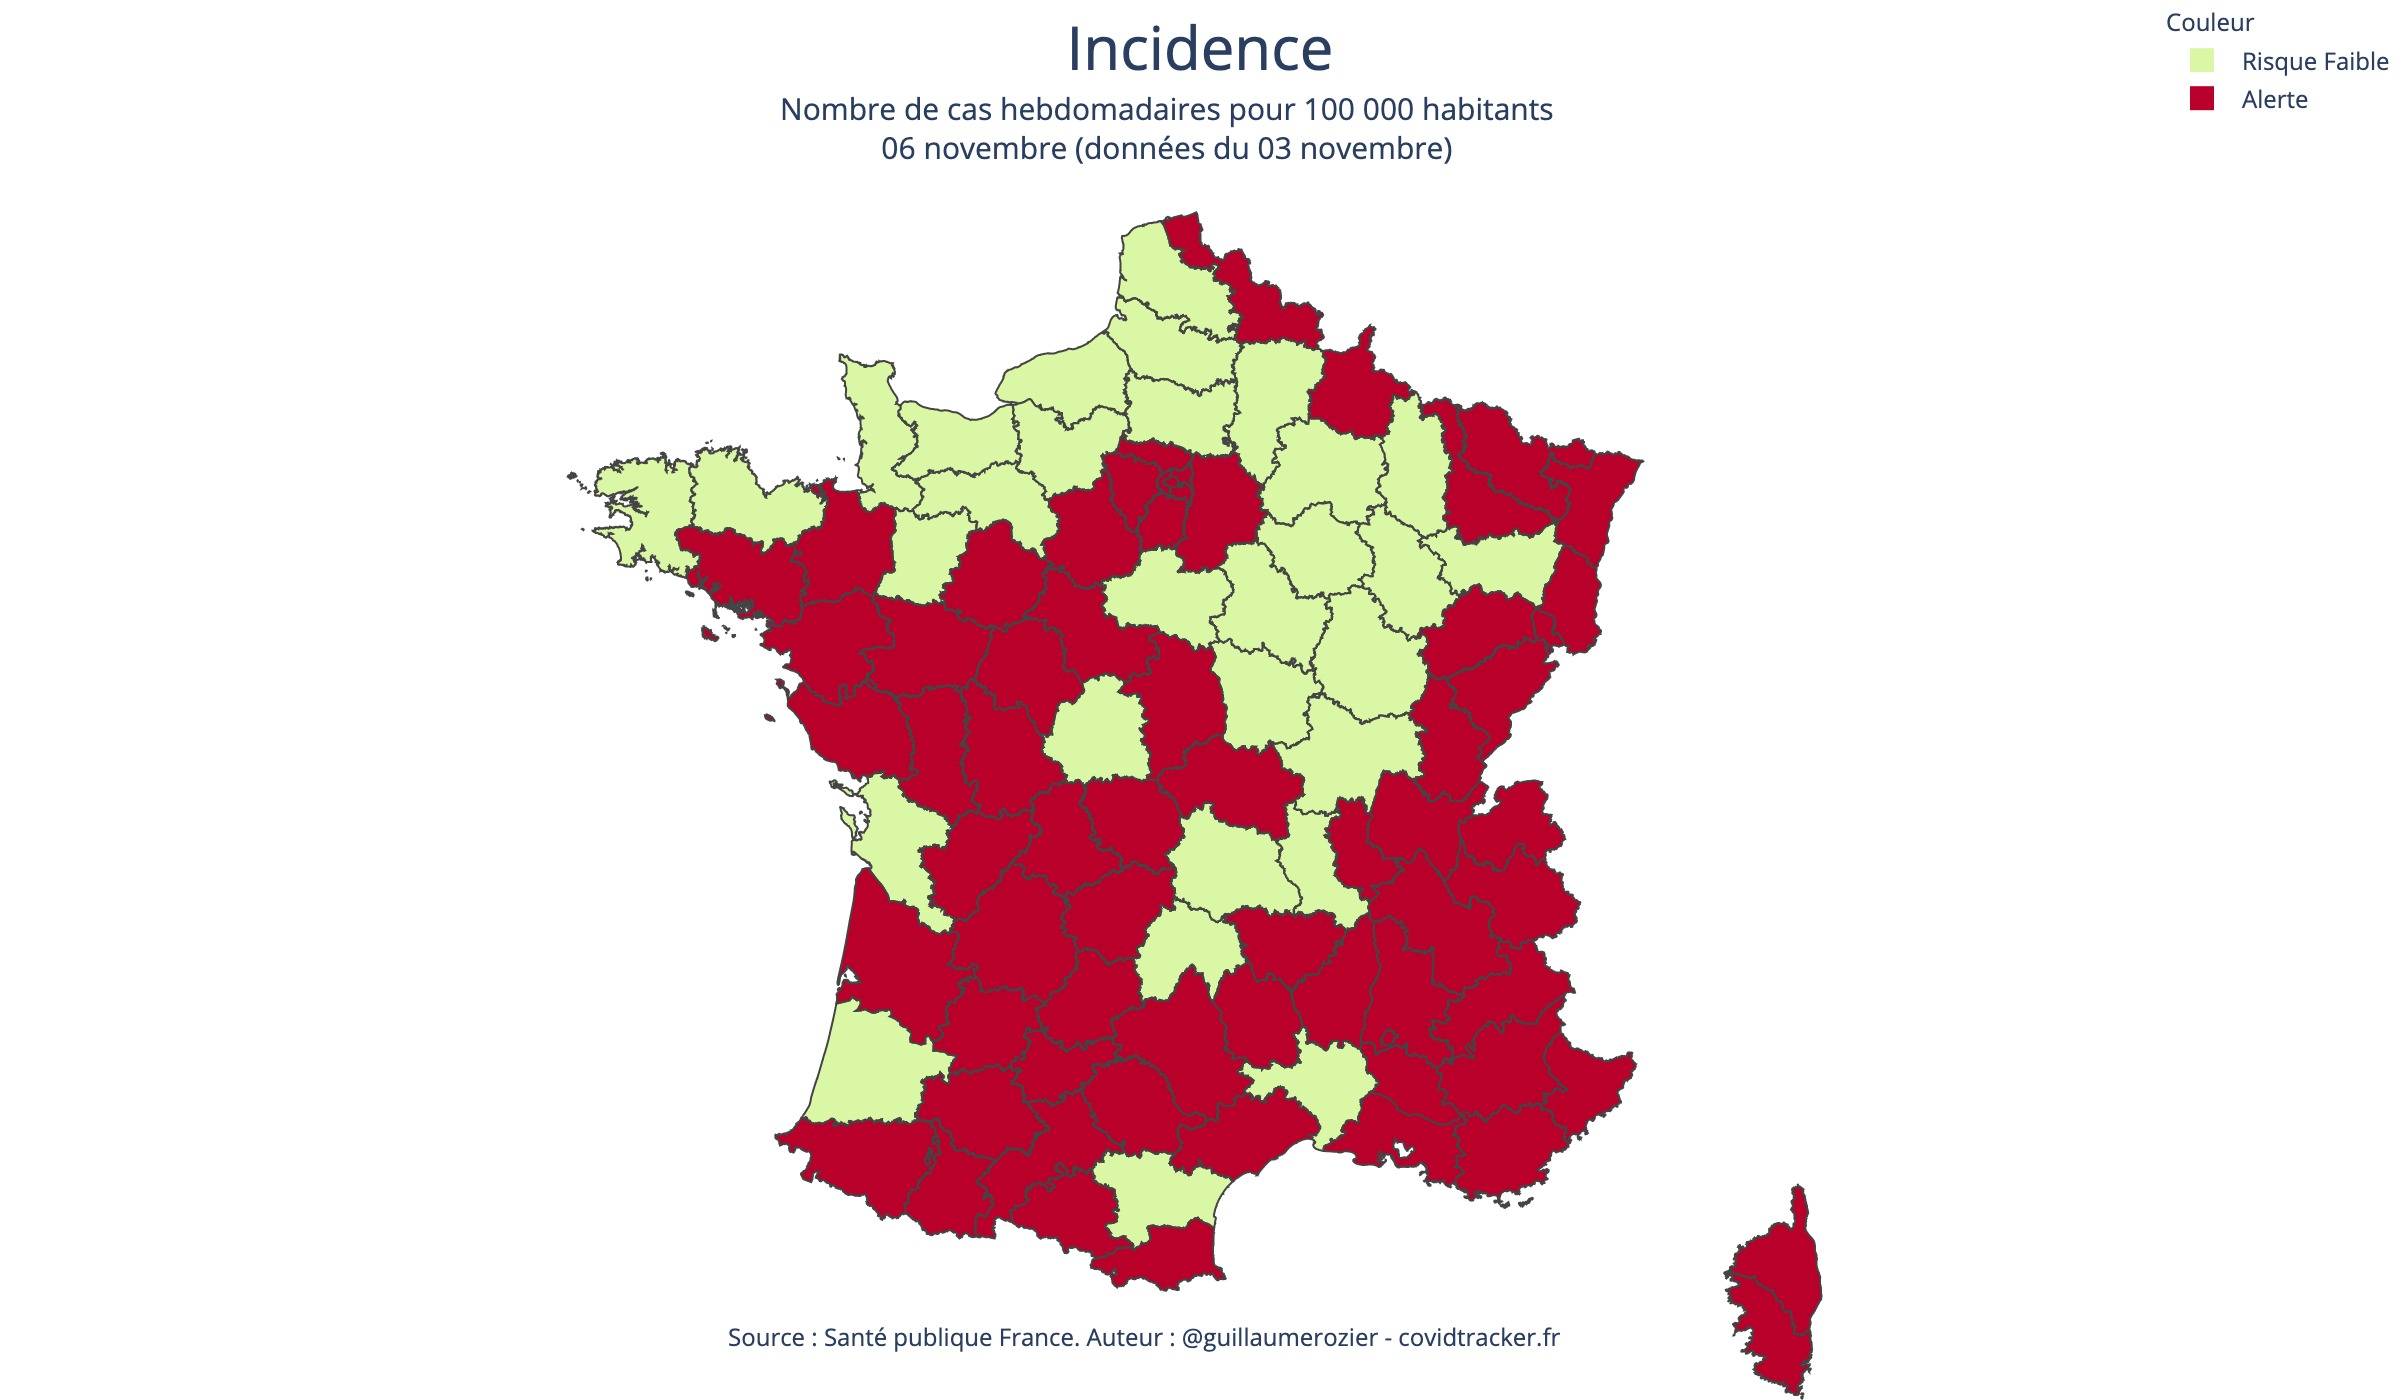 Incidence
Nombre de cas hebdomadaires pour 100 000 habitants
06 novembre (données du 03 novembre)
Couleur
Risque Faible
Alerte
Source : Santé publique France. Auteur : @guillaumerozier - covidtracker.fr